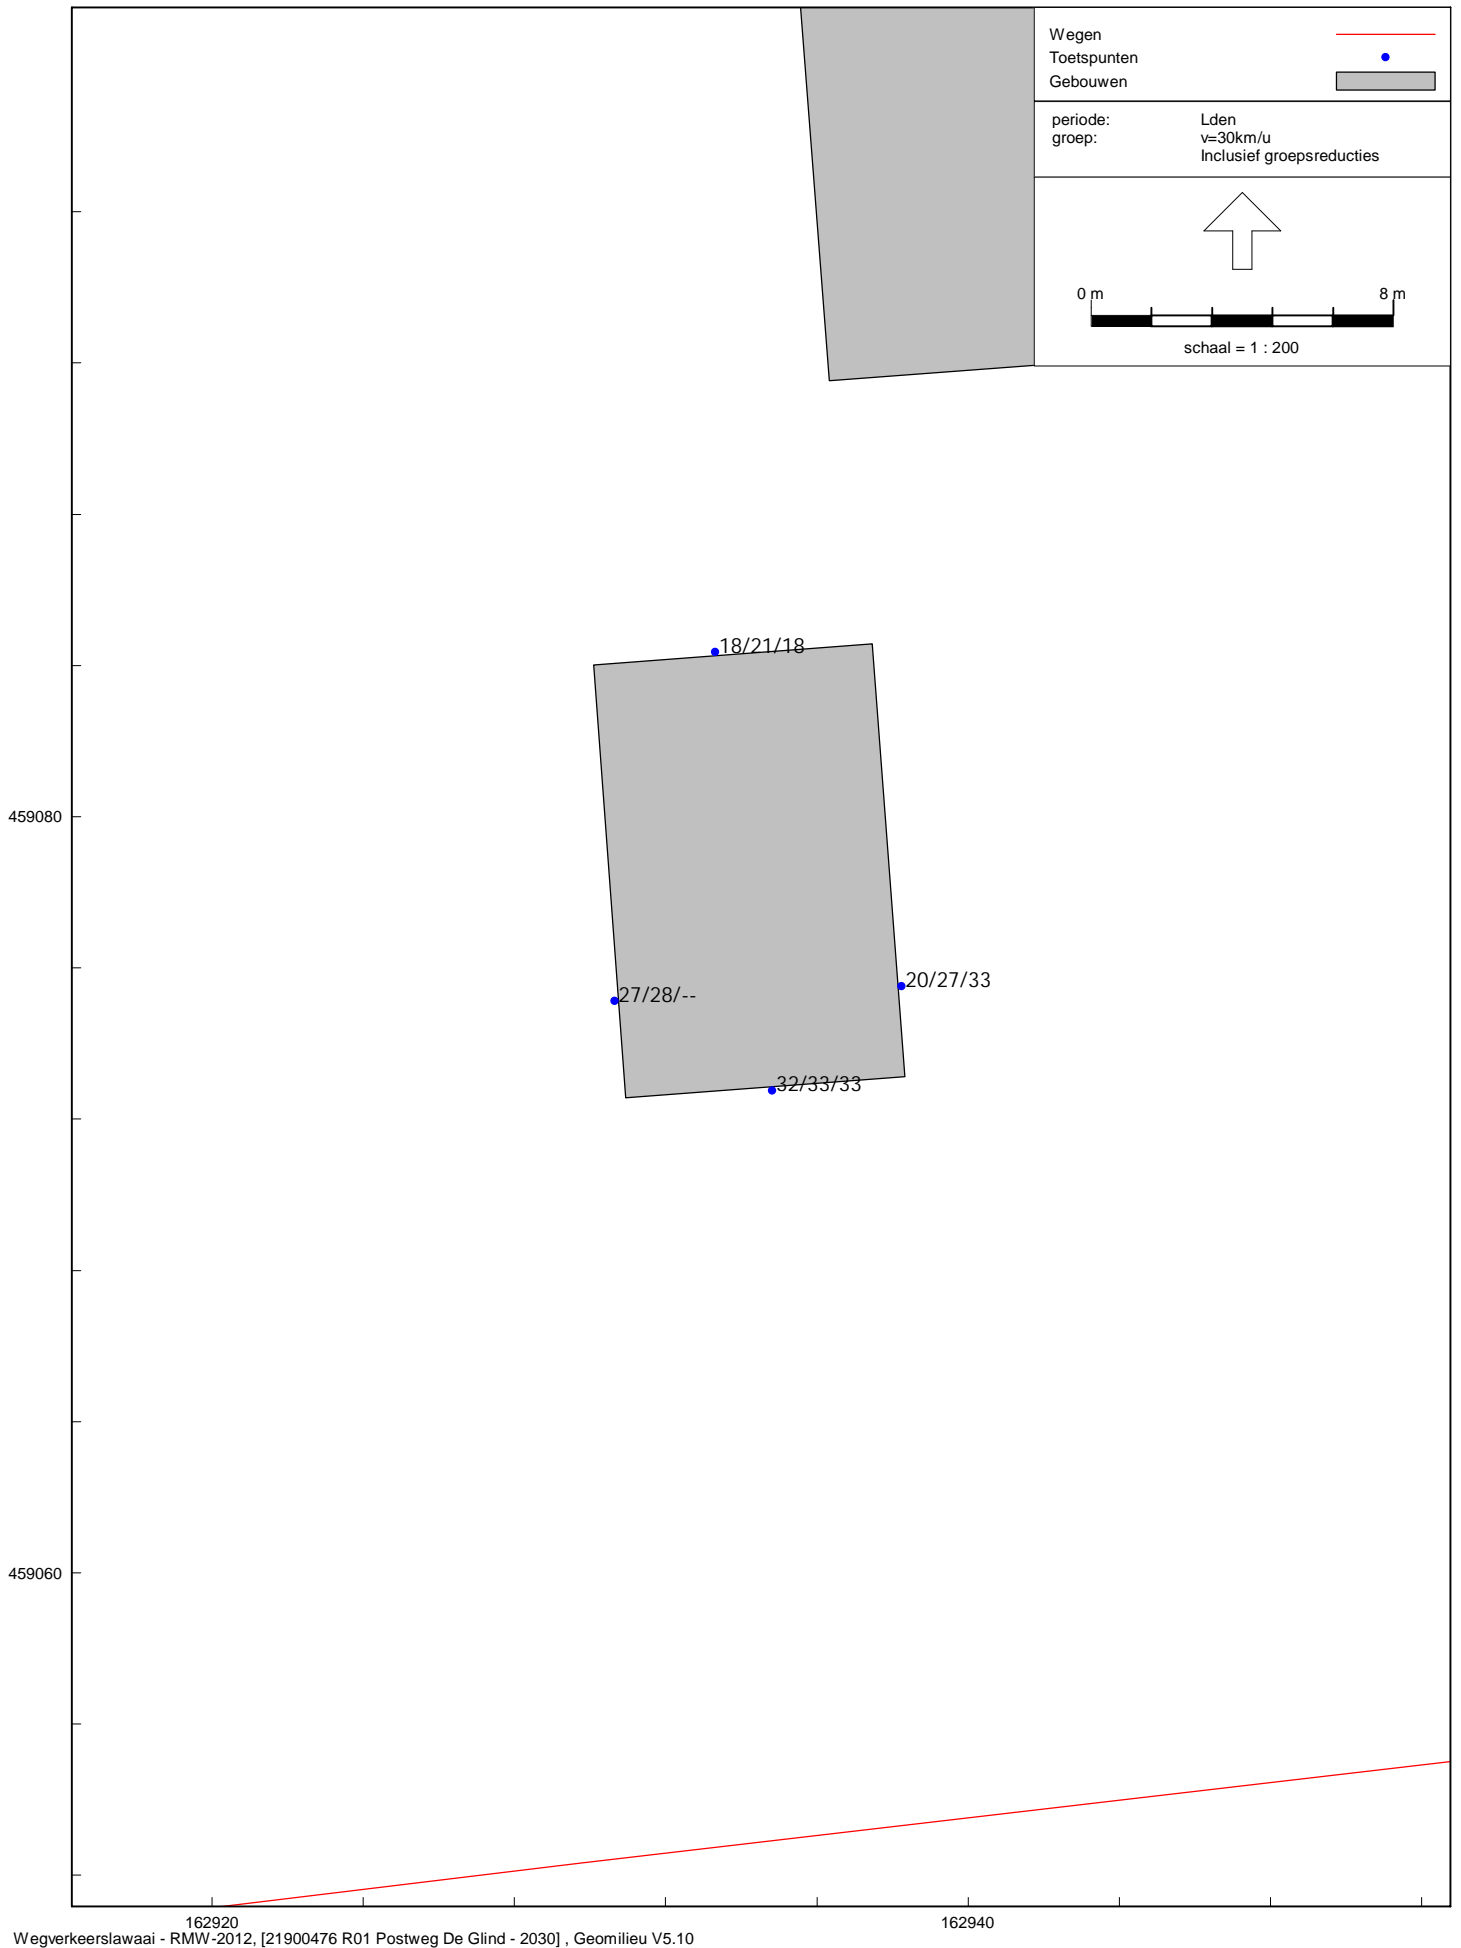 Wegen
Toetspunten
Gebouwen
periode: Lden
groep: v=30km/u
Inclusief groepsreducties
0 m 8 m
schaal = 1 : 200
18/21/18
459080
20/27/33
27/28/--
32/33/33
459060
162920 162940
Wegverkeerslawaai - RMW-2012, [21900476 R01 Postweg De Glind - 2030] , Geomilieu V5.10